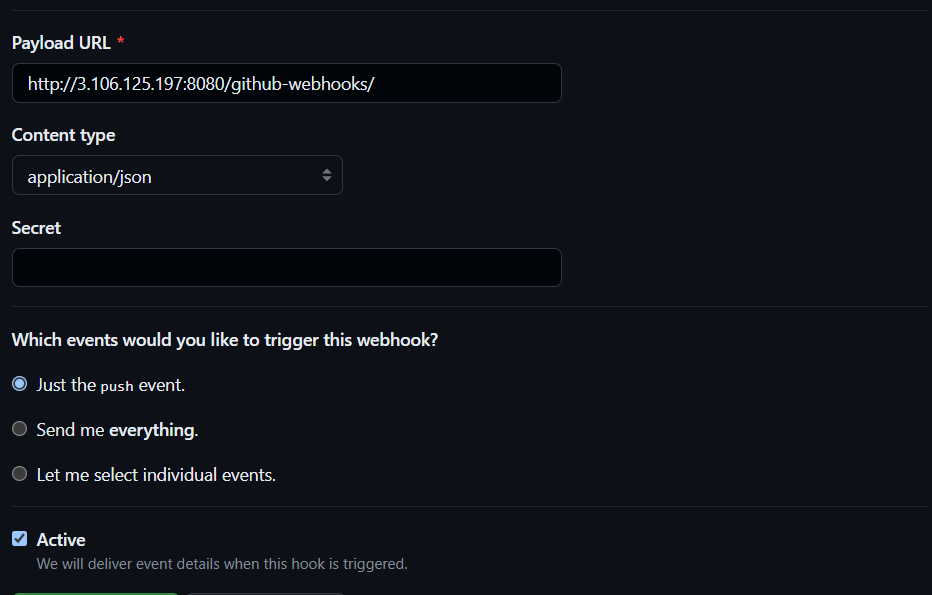 Payload URL *
http://3.106.125.197:8080/github-webhooks/
Content type
application/json
Secret
Which events would you like to trigger this webhook?
Just the push event.
Send me everything.
Let me select individual events.
Active
We will deliver event details when this hook is triggered.